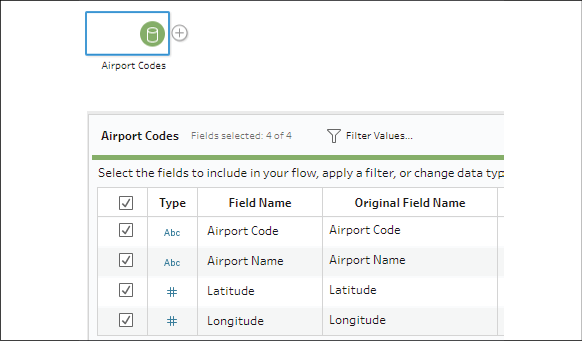 Airport Codes
Airport Codes Fields selected: 4 of 4 Filter Values...
Select the fields to include in your flow, apply a filter, or change data typ
Type Field Name Original Field Name
Abc Airport Code Airport Code
Abc Airport Name Airport Name
# Latitude Latitude
# Longitude Longitude